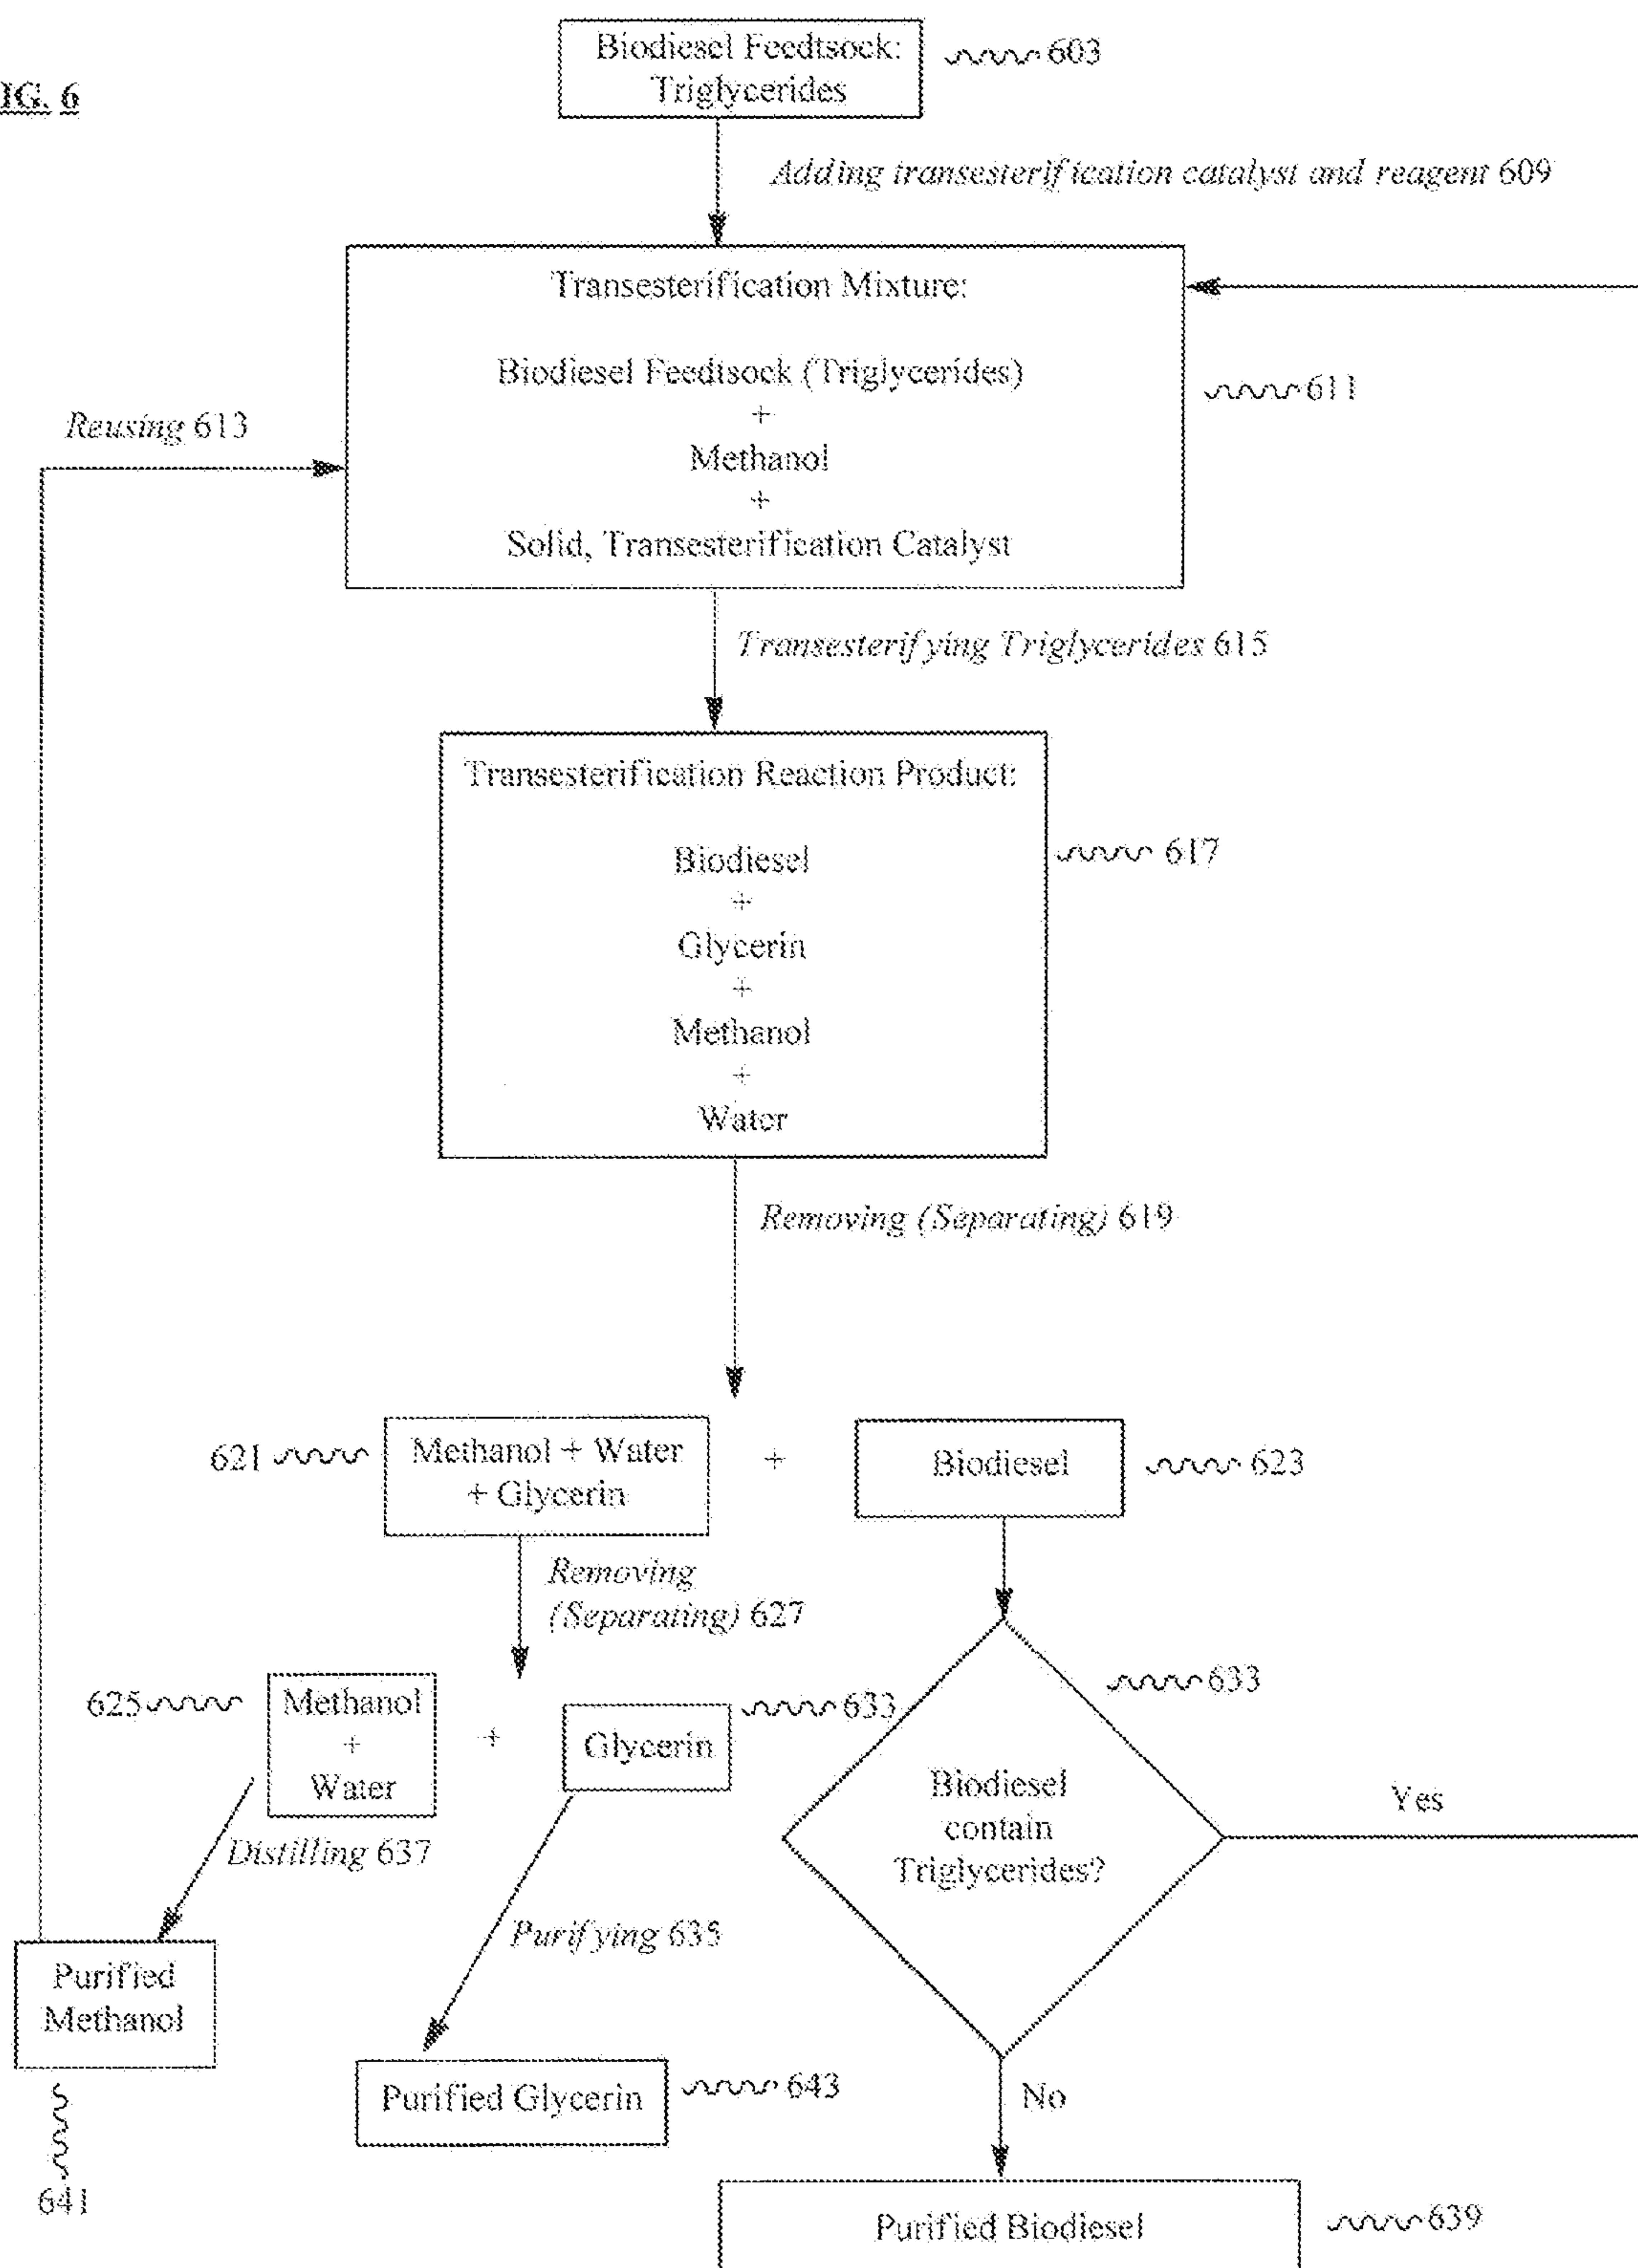 IG. 6
Biodiesel Feedtsock:
Triglycerides
603
Adding transesterification catalyst and reagent 609
Transesterification Mixture:
Biodiesel Feedtsock (Triglycerides)
+
Methanol
+
Solid, Transesterification Catalyst
611
Reusing 613
Transesterifying Triglycerides 615
Transesterification Reaction Product:
Biodiesel
+
Glycerin
+
Methanol
+
Water
617
Removing (Separating) 619
621
Methanol + Water
+ Glycerin
+
Biodiesel
623
Removing
(Separating) 627
625
Methanol
+
Water
+
Glycerin
633
633
Biodiesel
contain
Triglycerides?
Yes
Distilling 637
Purifying 635
Purified
Methanol
641
Purified Glycerin
643
No
Purified Biodiesel
639